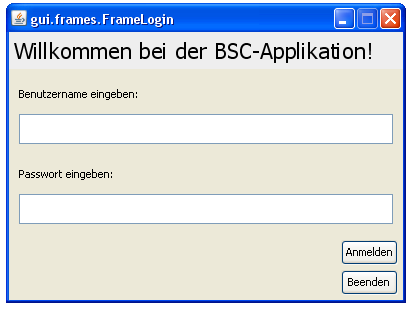 gui.frames.FrameLogin
Willkommen bei der BSC-Applikation!
Benutzername eingeben:
Passwort eingeben:
Anmelden
Beenden